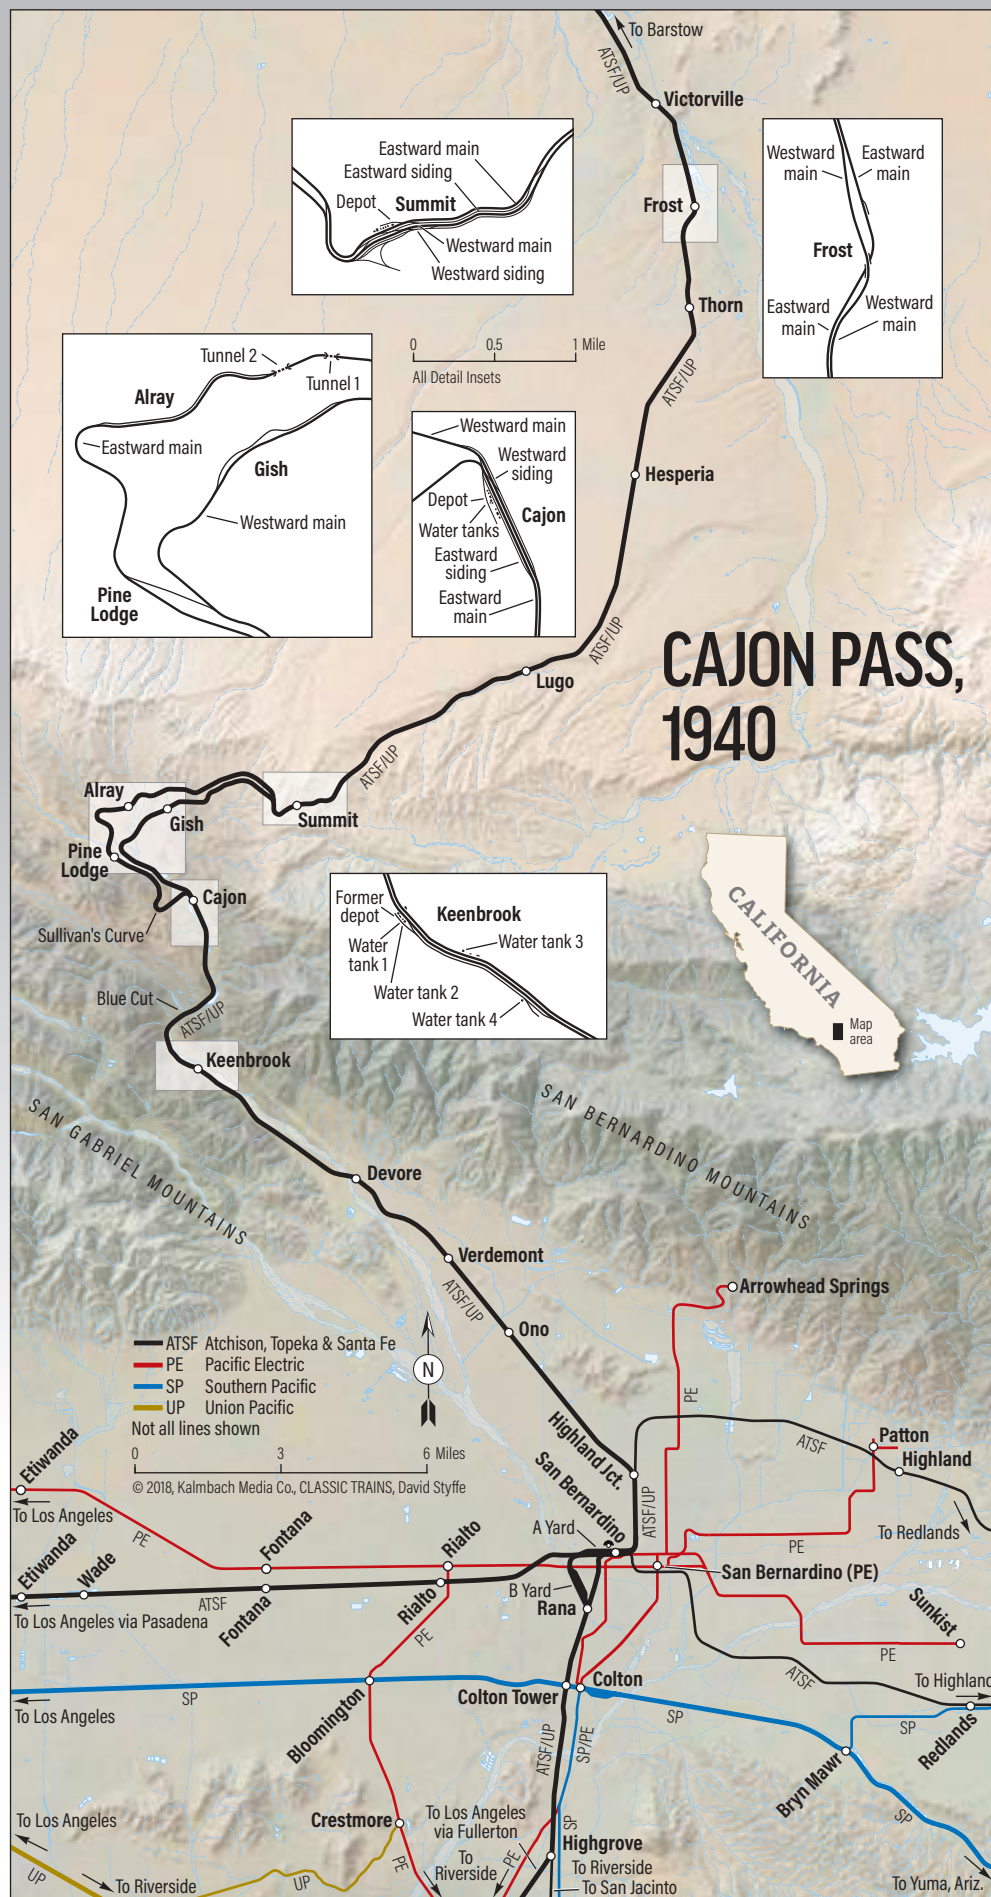 To Barstow
ATSF/UP
Victorville
Eastward main
Eastward siding
Depot
Summit
Westward main
Westward siding
Westward
main
Eastward
main
Frost
Eastward
main
Westward
main
Frost
Thorn
0 0.5 1 Mile
All Detail Insets
ATSF/UP
Tunnel 2
Tunnel 1
Alray
Eastward main
Gish
Westward main
Pine
Lodge
Westward main
Westward
siding
Depot
Cajon
Water tanks
Eastward
siding
Eastward
main
Hesperia
ATSF/UP
Lugo
CAJON PASS,
1940
ATSF/UP
Alray
Gish
Summit
Pine
Lodge
Cajon
Sullivan's Curve
Former
depot
Keenbrook
Water
tank 1
Water tank 3
Water tank 2
Water tank 4
CALIFORNIA
Map
area
Blue Cut
ATSF/UP
Keenbrook
SAN GABRIEL MOUNTAINS
SAN BERNARDINO MOUNTAINS
Devore
Verdemont
ATSF/UP
Arrowhead Springs
Ono
ATSF Atchison, Topeka & Santa Fe
PE Pacific Electric
SP Southern Pacific
UP Union Pacific
Not all lines shown
N
0 3 6 Miles
© 2018, Kalmbach Media Co., CLASSIC TRAINS, David Styffe
PE
Highland Jct.
San Bernardino
ATSF
Patton
Highland
To Redlands
Etiwanda
To Los Angeles
PE
Fontana
Rialto
A Yard
ATSF/UP
PE
San Bernardino (PE)
Etiwanda
Wade
ATSF
Fontana
Rialto
B Yard
Rana
To Los Angeles via Pasadena
PE
Sunkist
PE
ATSF
To Highland
SP
To Los Angeles
Bloomington
Colton Tower
Colton
SP
SP
Redlands
Bryn Mawr
ATSF/UP
SP/PE
SP
To Los Angeles
Crestmore
To Los Angeles
via Fullerton
SP
Highgrove
To
Riverside
PE
PE
To Riverside
To San Jacinto
UP
To Riverside
UP
To Yuma, Ariz.